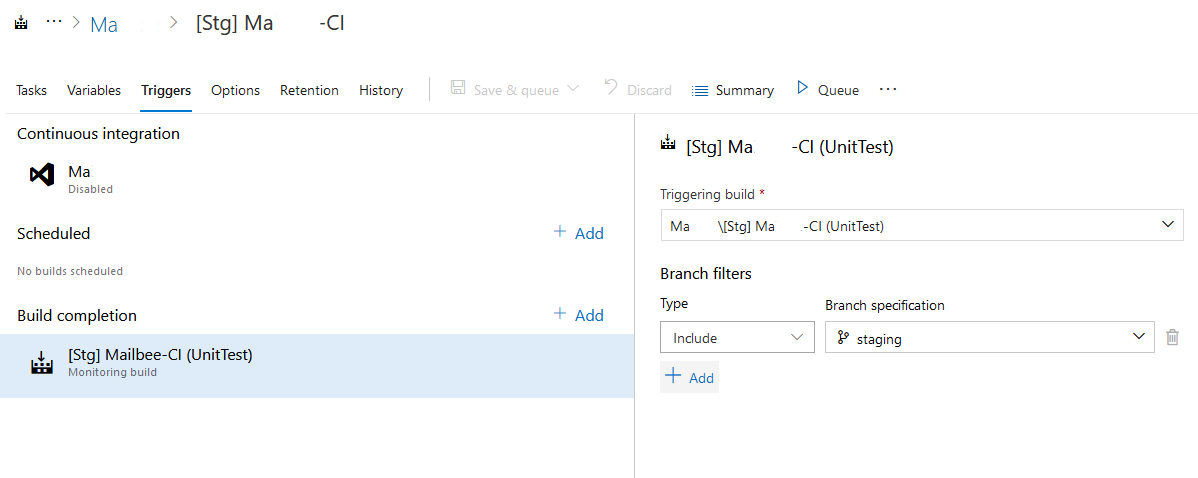 ··· > Ma > [Stg] Ma -CI
Tasks Variables Triggers Options Retention History Save & queue Discard Summary Queue ···
Continuous integration
Ma
Disabled
Scheduled
+ Add
No builds scheduled
Build completion
+ Add
[Stg] Mailbee-CI (UnitTest)
Monitoring build
[Stg] Ma -CI (UnitTest)
Triggering build *
Ma \[Stg] Ma -CI (UnitTest)
Branch filters
Type Branch specification
Include staging
+ Add